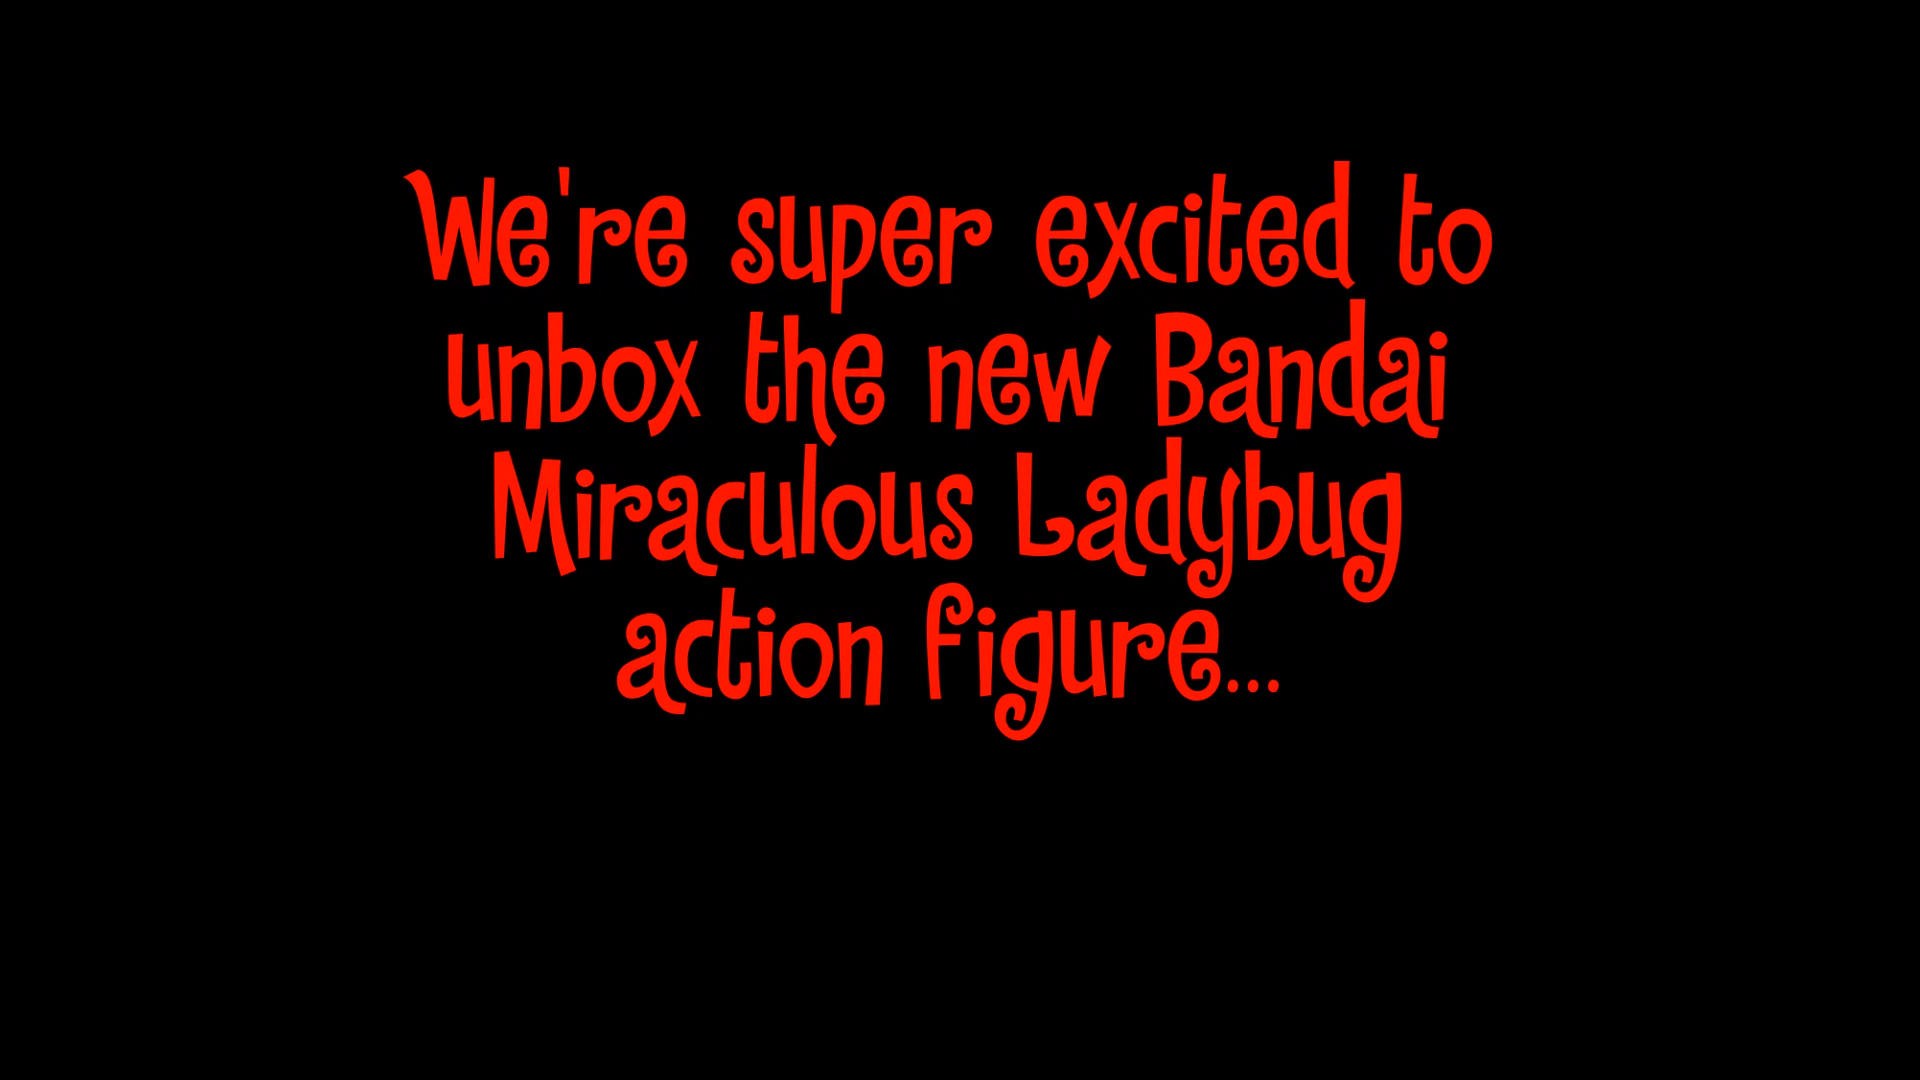 We're super excited to
unbox the new Bandai
Miraculous Ladybug
action figure...